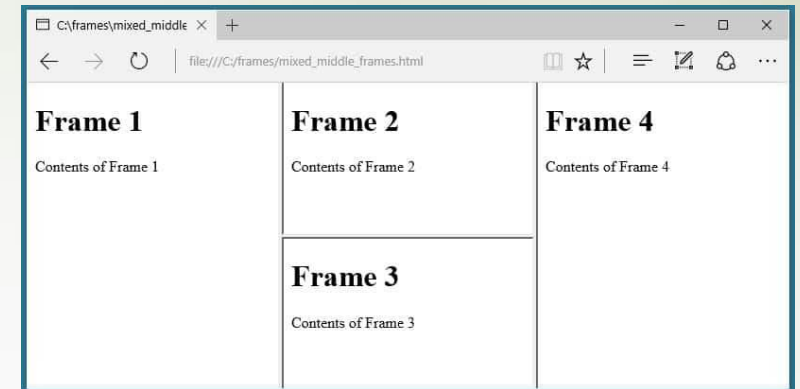 C:\frames\mixed_middle
file:///C:/frames/mixed_middle_frames.html
Frame 1
Contents of Frame 1
Frame 2
Contents of Frame 2
Frame 3
Contents of Frame 3
Frame 4
Contents of Frame 4